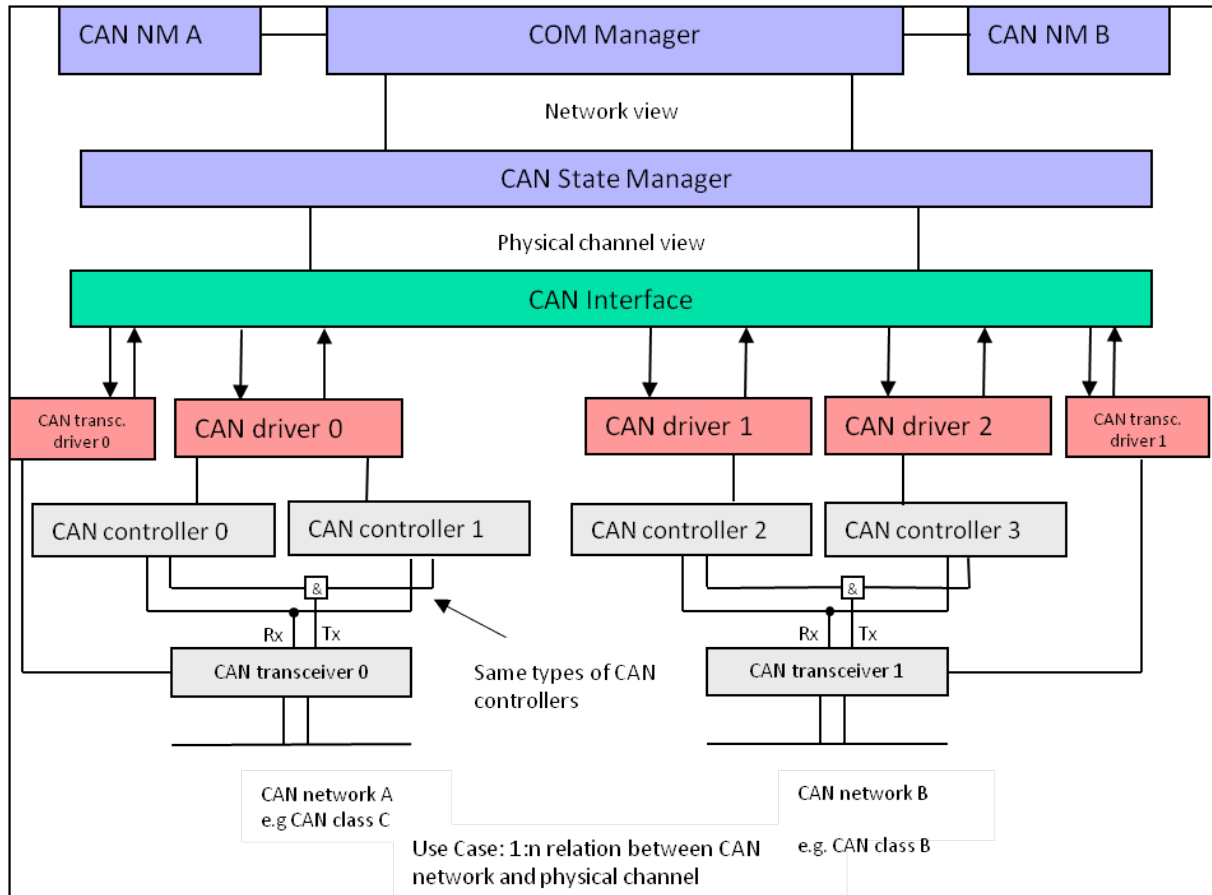 CAN NM A
COM Manager
CAN NM B
Network view
CAN State Manager
Physical channel view
CAN Interface
CAN transc.
driver 0
CAN driver 0
CAN driver 1
CAN driver 2
CAN transc.
driver 1
CAN controller 0
CAN controller 1
CAN controller 2
CAN controller 3
&
&
Rx
Tx
Rx
Tx
CAN transceiver 0
CAN transceiver 1
Same types of CAN
controllers
CAN network A
e.g CAN class C
CAN network B
e.g. CAN class B
Use Case: 1:n relation between CAN
network and physical channel